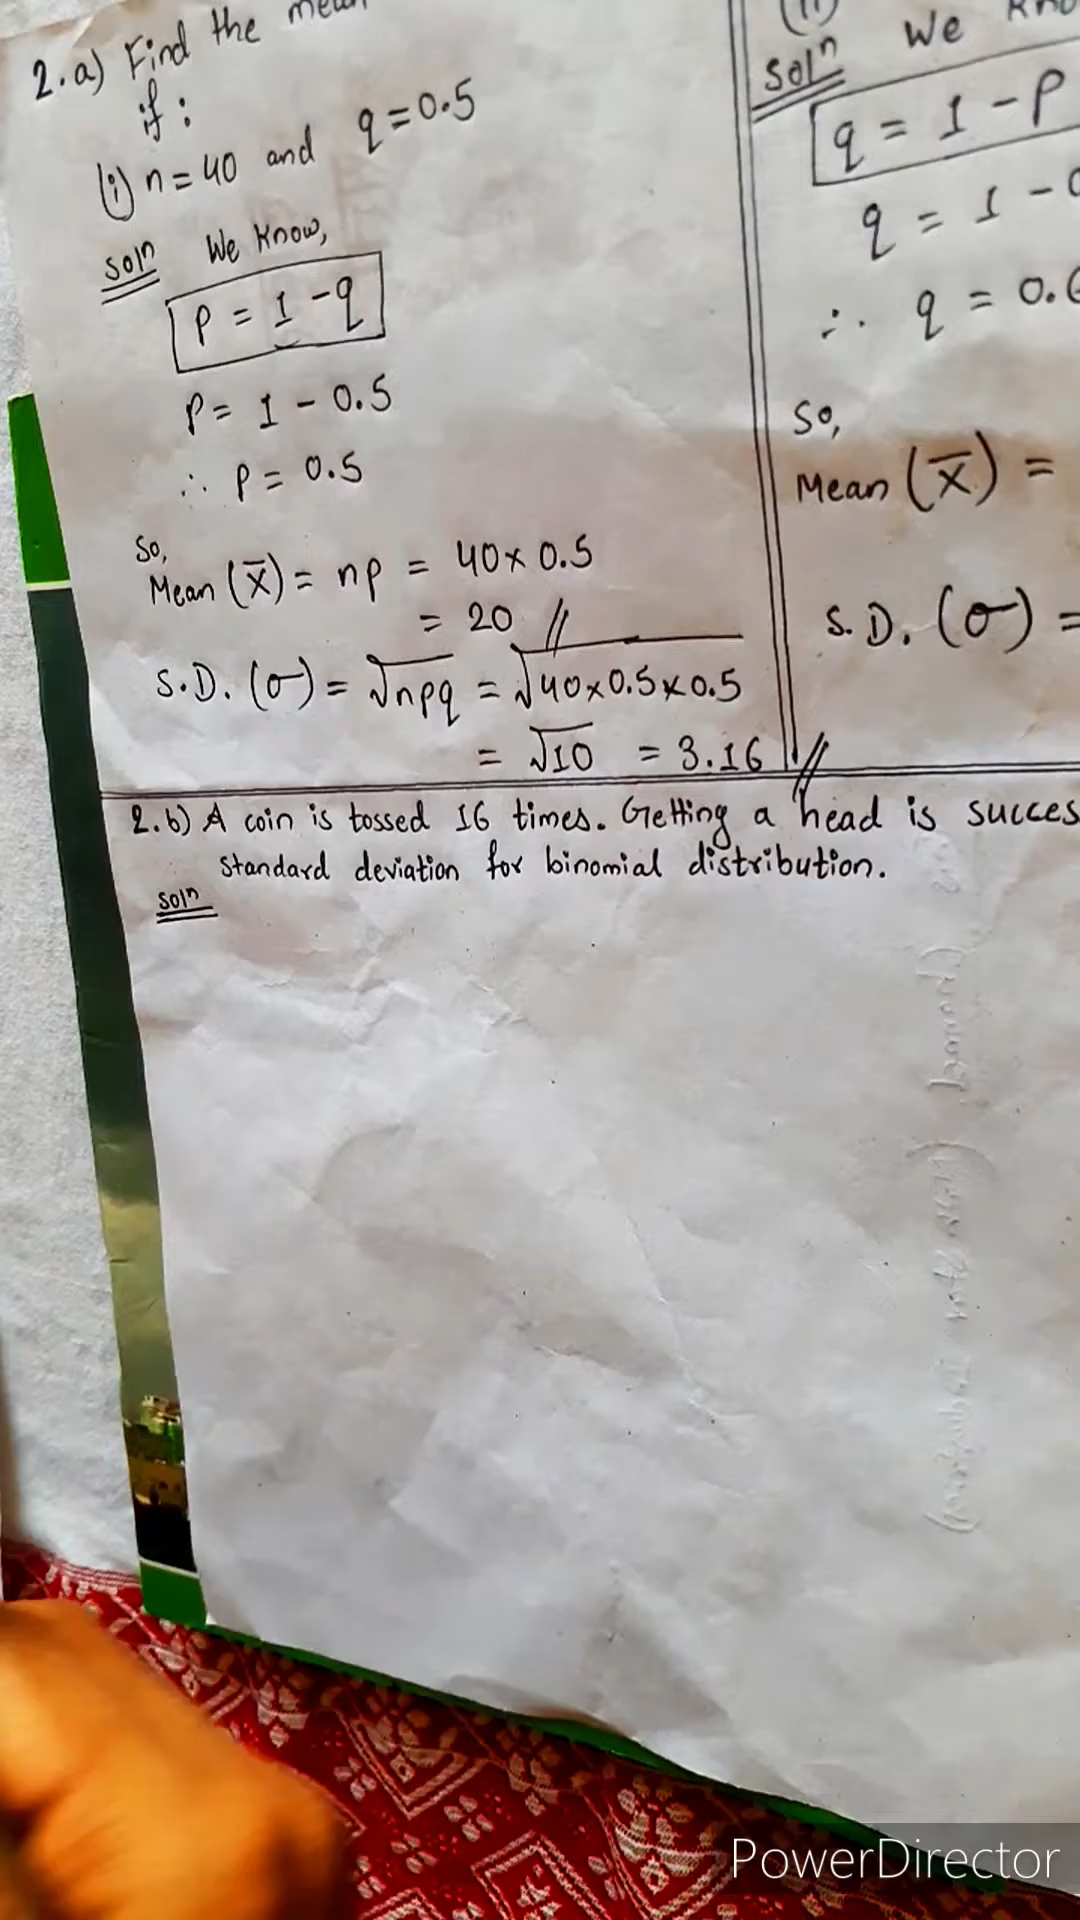 2.a) Find the mean
if :
(i) n = 40 and q = 0.5
Soln We Know,
P = 1 - q
P = 1 - 0.5
∴ P = 0.5
So,
Mean (x̄) = np = 40 × 0.5
= 20 //
S.D. (σ) = √npq = √40×0.5×0.5
= √10 = 3.16 //
(ii)
Soln We
q = 1 - P
q = 1 -
∴ q =
So,
Mean (x̄) =
S.D. (σ) =
2.b) A coin is tossed 16 times. Getting a head is succes
standard deviation for binomial distribution.
Soln
PowerDirector